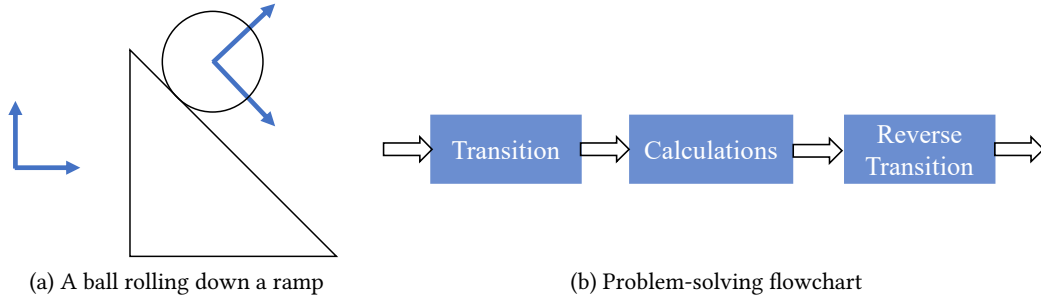 Transition
Calculations
Reverse
Transition
(a) A ball rolling down a ramp
(b) Problem-solving flowchart